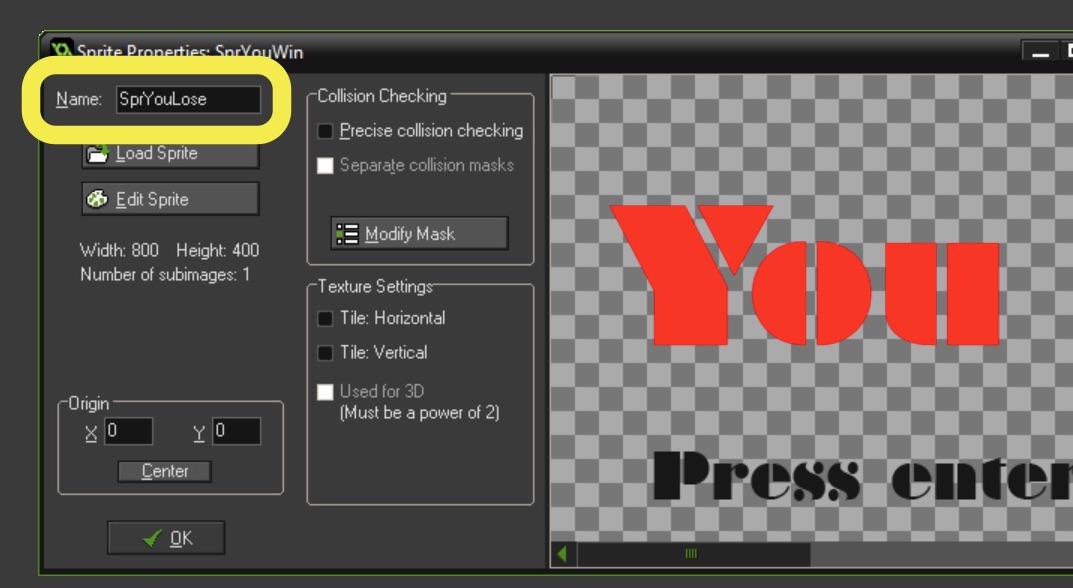 Sprite Properties: SprYouWin
Name: SprYouLose
Load Sprite
Edit Sprite
Width: 800 Height: 400
Number of subimages: 1
Origin
X 0 Y 0
Center
OK
Collision Checking
Precise collision checking
Separate collision masks
Modify Mask
Texture Settings
Tile: Horizontal
Tile: Vertical
Used for 3D
(Must be a power of 2)
You
Press enter